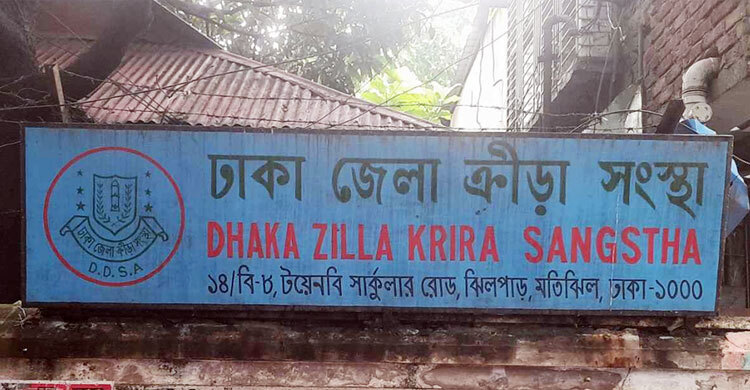 ঢাকা জেলা ক্রীড়া সংস্থা
DHAKA ZILLA KRIRA SANGSTHA
১৪/বি-৮, টয়েনবি সার্কুলার রোড, ঝিলপাড়, মতিঝিল, ঢাকা-১০০০
ঢাকা জেলা ক্রীড়া সংস্থা
D.D.S.A